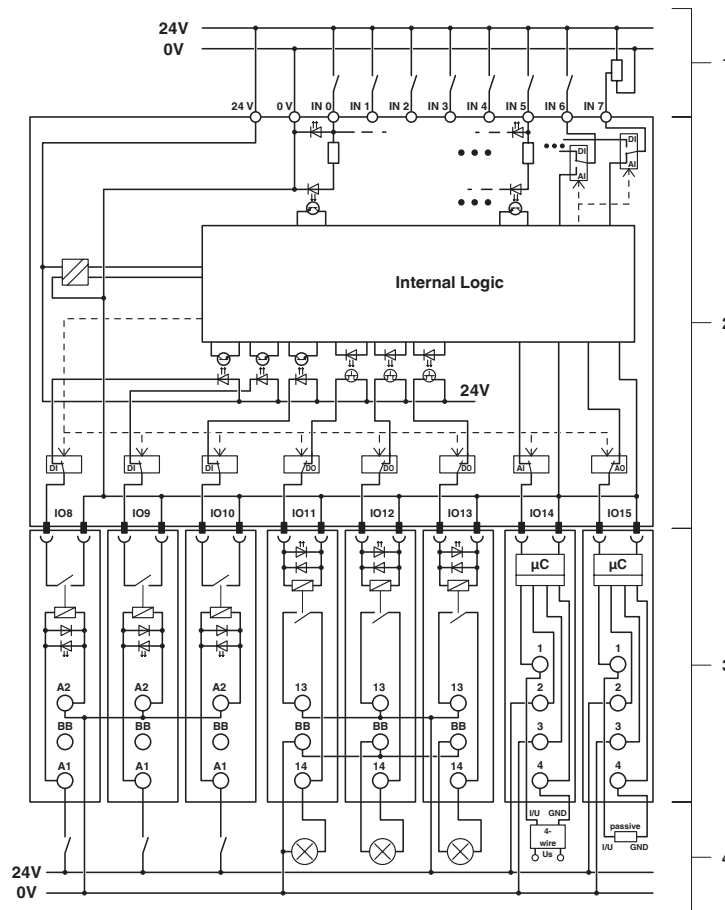 24V
0V
1
24 V 0 V IN 0 IN 1 IN 2 IN 3 IN 4 IN 5 IN 6 IN 7
DI DI
AI AI
Internal Logic
2
24V
DI DI DI DO DO DO AI AO
IO8 IO9 IO10 IO11 IO12 IO13 IO14 IO15
µC µC
1 1
3
A2 A2 A2 13 13 13 2 2
BB BB BB BB BB BB 3 3
A1 A1 A1 14 14 14 4 4
I/U GND passive
4-
wire I/U GND
Us
4
24V
0V